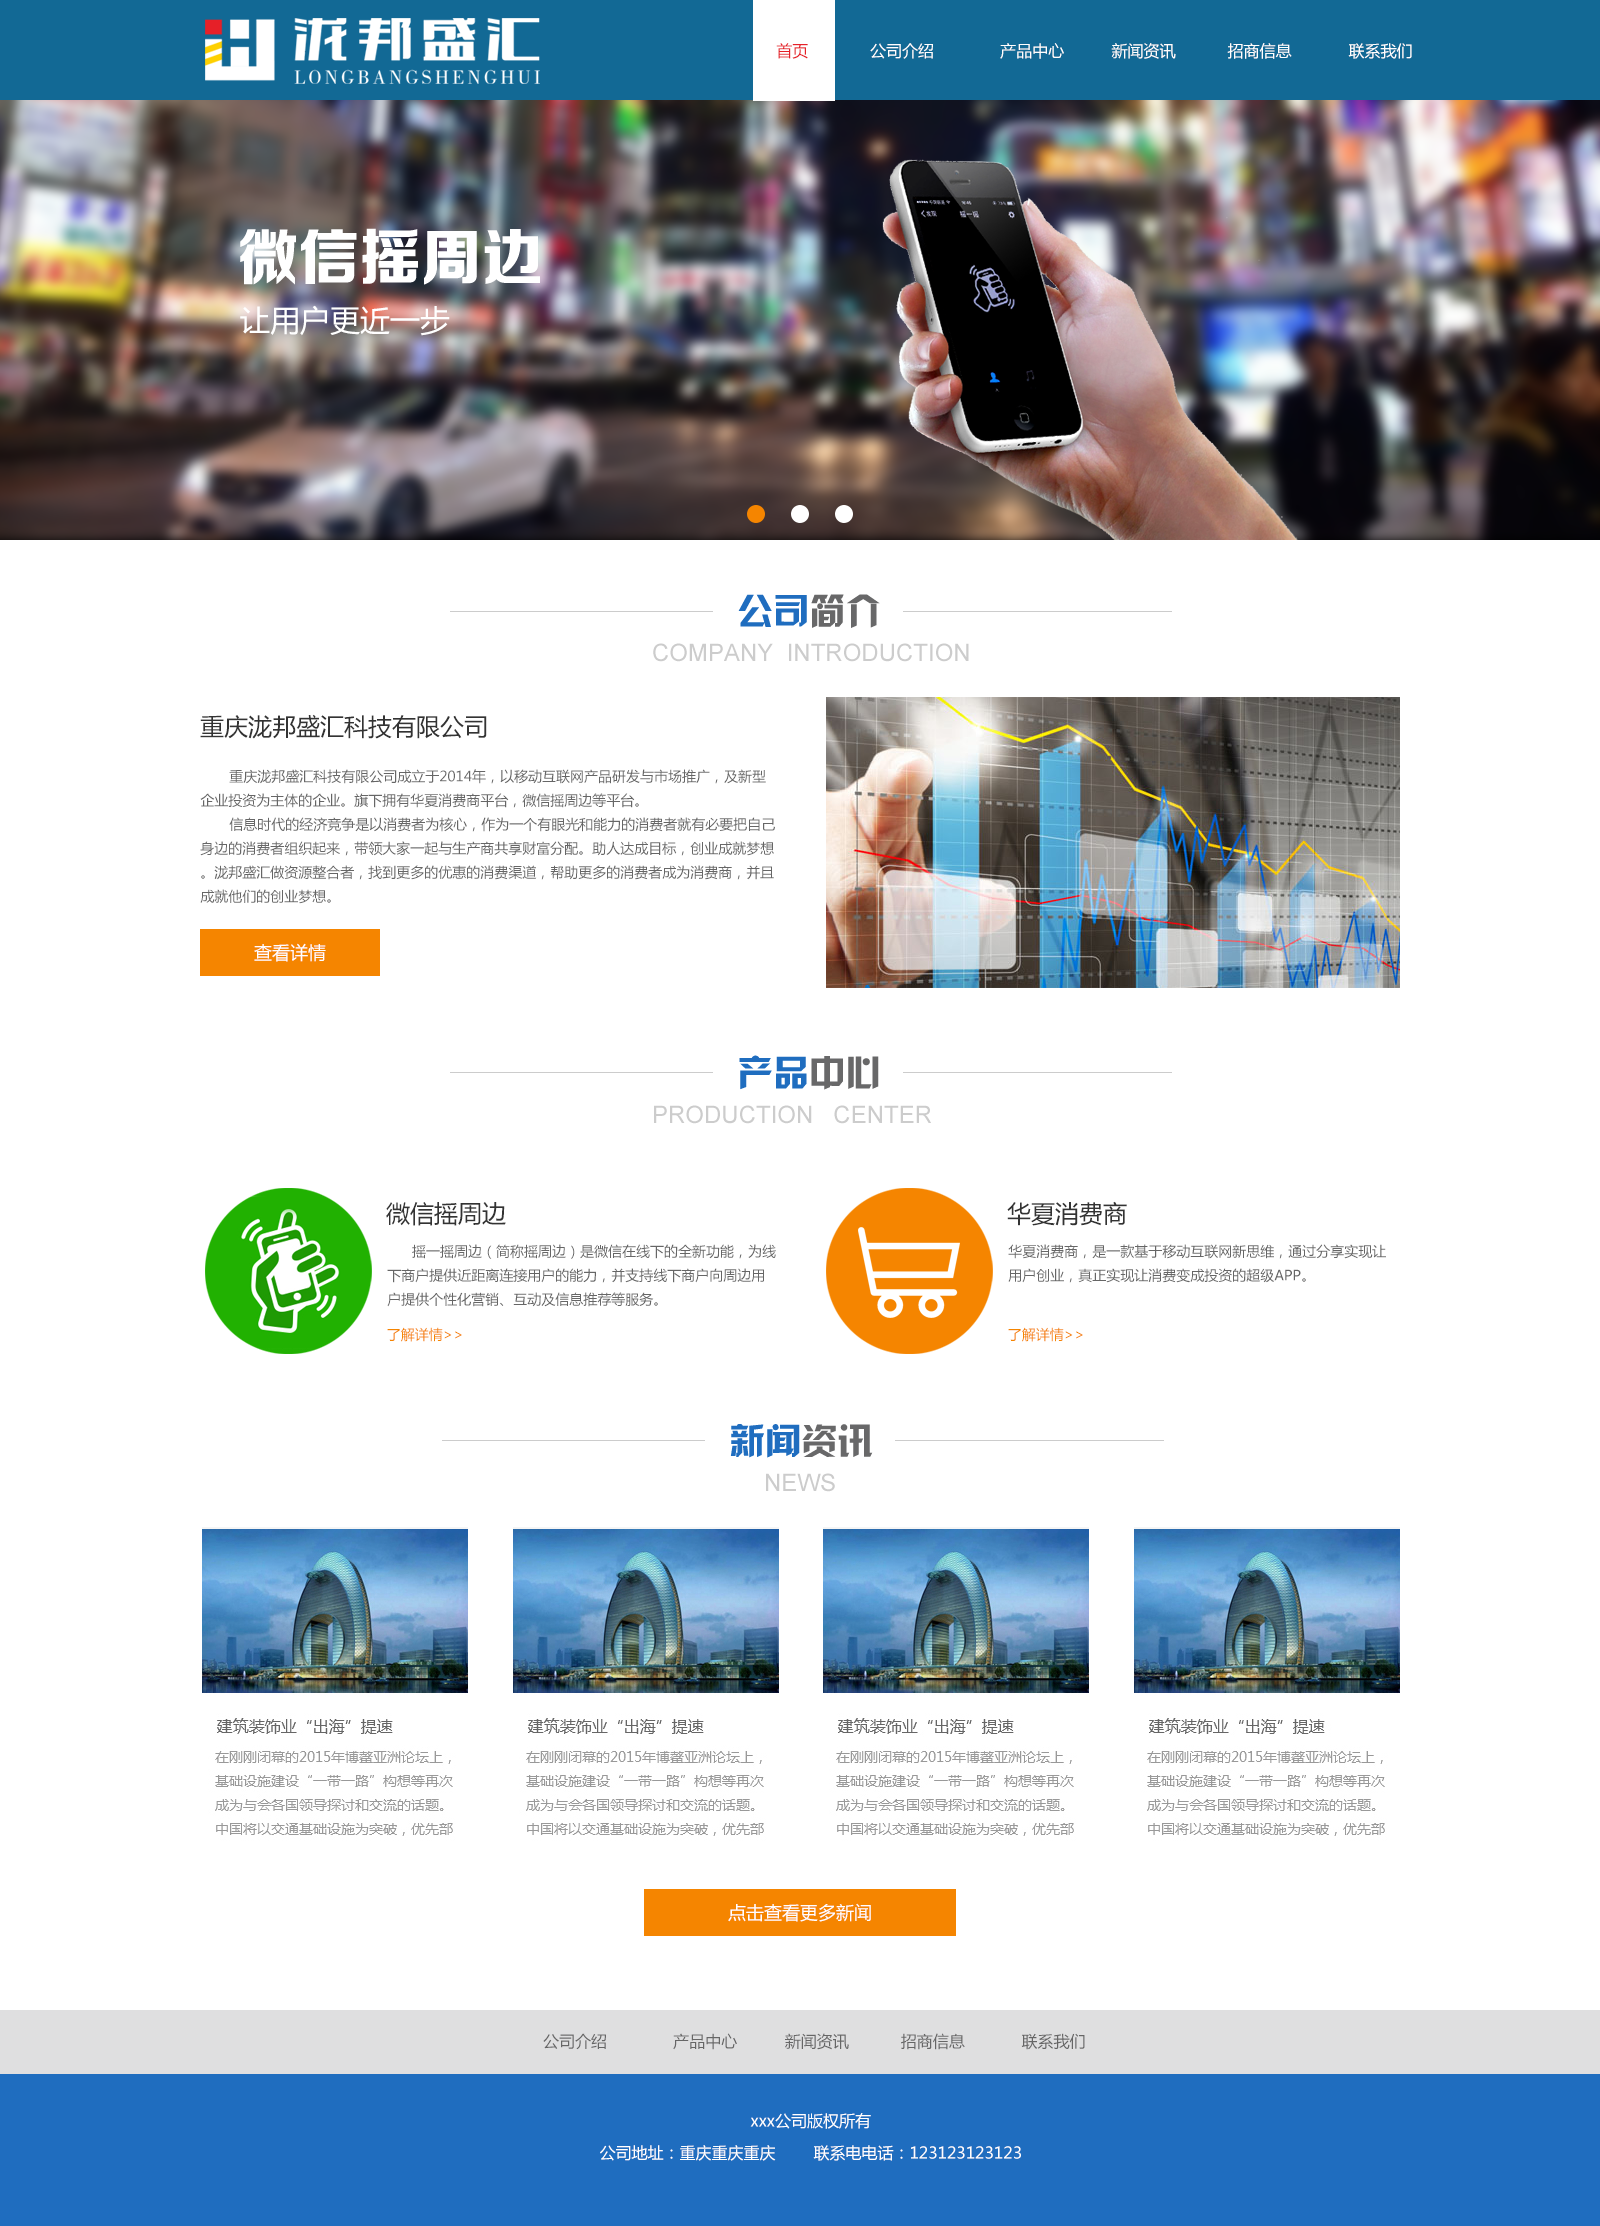 泷邦盛汇
LONGBANGSHENGHUI
首页 公司介绍 产品中心 新闻资讯 招商信息 联系我们
微信摇周边
让用户更近一步
公司简介
COMPANY INTRODUCTION
重庆泷邦盛汇科技有限公司
重庆泷邦盛汇科技有限公司成立于2014年，以移动互联网产品研发与市场推广，及新型
企业投资为主体的企业。旗下拥有华夏消费商平台，微信摇周边等平台。
信息时代的经济竞争是以消费者为核心，作为一个有眼光和能力的消费者就有必要把自己
身边的消费者组织起来，带领大家一起与生产商共享财富分配。助人达成目标，创业成就梦想
。泷邦盛汇做资源整合者，找到更多的优惠的消费渠道，帮助更多的消费者成为消费商，并且
成就他们的创业梦想。
查看详情
产品中心
PRODUCTION CENTER
微信摇周边
摇一摇周边（简称摇周边）是微信在线下的全新功能，为线
下商户提供近距离连接用户的能力，并支持线下商户向周边用
户提供个性化营销、互动及信息推荐等服务。
了解详情>>
华夏消费商
华夏消费商，是一款基于移动互联网新思维，通过分享实现让
用户创业，真正实现让消费变成投资的超级APP。
了解详情>>
新闻资讯
NEWS
建筑装饰业“出海”提速
在刚刚闭幕的2015年博鳌亚洲论坛上，
基础设施建设“一带一路”构想等再次
成为与会各国领导探讨和交流的话题。
中国将以交通基础设施为突破，优先部
建筑装饰业“出海”提速
在刚刚闭幕的2015年博鳌亚洲论坛上，
基础设施建设“一带一路”构想等再次
成为与会各国领导探讨和交流的话题。
中国将以交通基础设施为突破，优先部
建筑装饰业“出海”提速
在刚刚闭幕的2015年博鳌亚洲论坛上，
基础设施建设“一带一路”构想等再次
成为与会各国领导探讨和交流的话题。
中国将以交通基础设施为突破，优先部
建筑装饰业“出海”提速
在刚刚闭幕的2015年博鳌亚洲论坛上，
基础设施建设“一带一路”构想等再次
成为与会各国领导探讨和交流的话题。
中国将以交通基础设施为突破，优先部
点击查看更多新闻
公司介绍 产品中心 新闻资讯 招商信息 联系我们
xxx公司版权所有
公司地址：重庆重庆重庆 联系电电话：123123123123